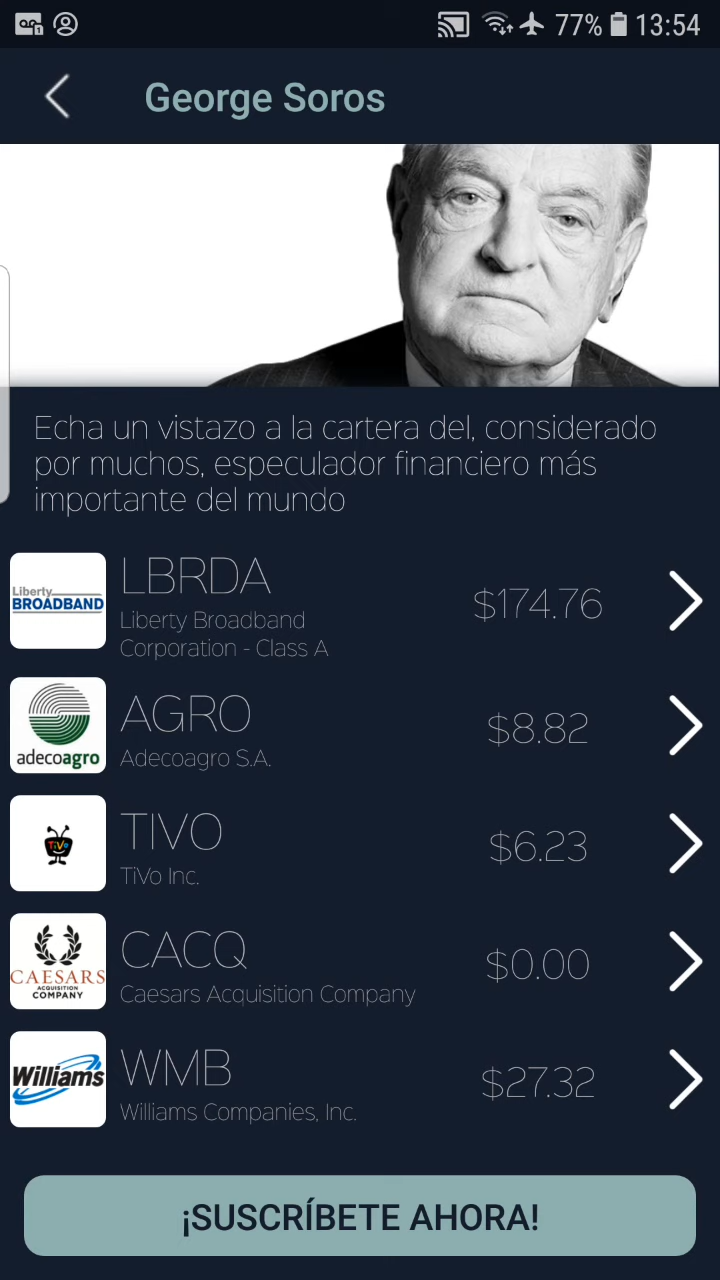 77% 13:54
George Soros
Echa un vistazo a la cartera del, considerado
por muchos, especulador financiero más
importante del mundo
Liberty
BROADBAND
LBRDA
Liberty Broadband
Corporation - Class A
$174.76
adecoagro
AGRO
Adecoagro S.A.
$8.82
TiVo
TIVO
TiVo Inc.
$6.23
CAESARS
ACQUISITION
COMPANY
CACQ
Caesars Acquisition Company
$0.00
Williams
WMB
Williams Companies, Inc.
$27.32
¡SUSCRÍBETE AHORA!